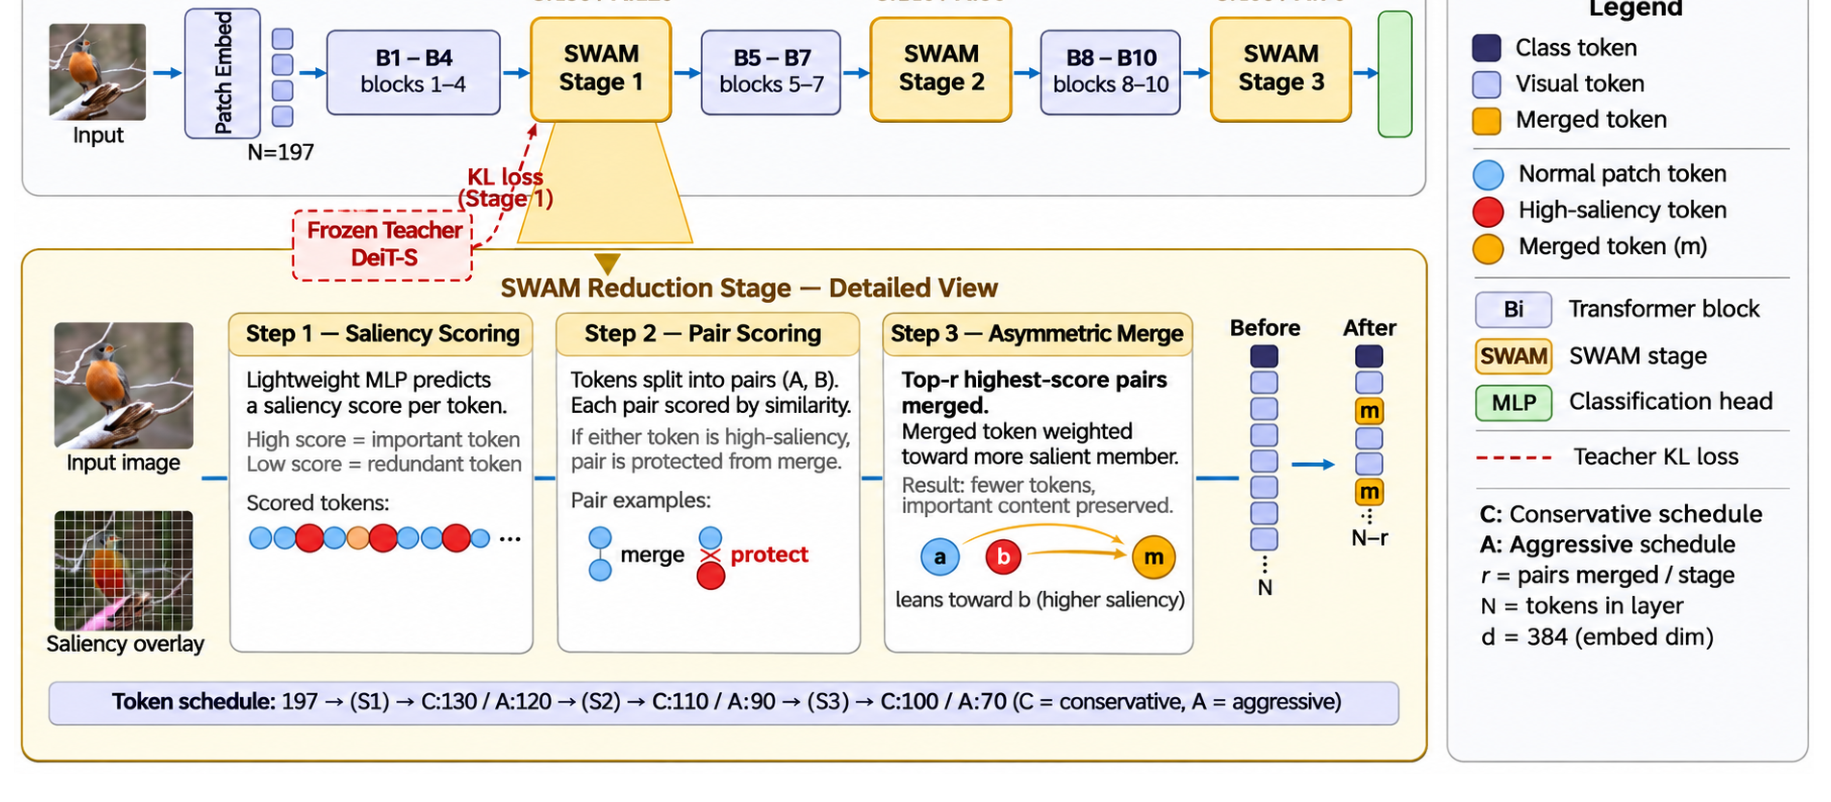 Patch Embed
B1 – B4
blocks 1–4
SWAM
Stage 1
B5 – B7
blocks 5–7
SWAM
Stage 2
B8 – B10
blocks 8–10
SWAM
Stage 3
Input
N=197
KL loss
(Stage 1)
Frozen Teacher
DeiT-S
SWAM Reduction Stage — Detailed View
Input image
Saliency overlay
Step 1 — Saliency Scoring
Lightweight MLP predicts
a saliency score per token.
High score = important token
Low score = redundant token
Scored tokens:
...
Step 2 — Pair Scoring
Tokens split into pairs (A, B).
Each pair scored by similarity.
If either token is high-saliency,
pair is protected from merge.
Pair examples:
merge
protect
Step 3 — Asymmetric Merge
Top-r highest-score pairs
merged.
Merged token weighted
toward more salient member.
Result: fewer tokens,
important content preserved.
a b m
leans toward b (higher saliency)
Before
N
After
m
m
N–r
Token schedule: 197 → (S1) → C:130 / A:120 → (S2) → C:110 / A:90 → (S3) → C:100 / A:70 (C = conservative, A = aggressive)
Legend
Class token
Visual token
Merged token
Normal patch token
High-saliency token
Merged token (m)
Bi Transformer block
SWAM SWAM stage
MLP Classification head
Teacher KL loss
C: Conservative schedule
A: Aggressive schedule
r = pairs merged / stage
N = tokens in layer
d = 384 (embed dim)